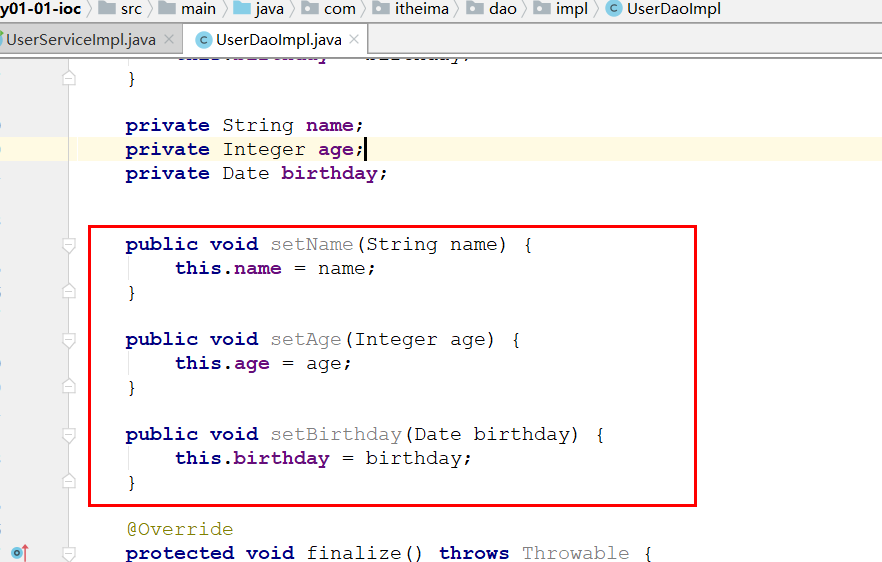 y01-01-ioc src main java com itheima dao impl UserDaoImpl
UserServiceImpl.java UserDaoImpl.java
}
private String name;
private Integer age;
private Date birthday;
public void setName(String name) {
this.name = name;
}
public void setAge(Integer age) {
this.age = age;
}
public void setBirthday(Date birthday) {
this.birthday = birthday;
}
@Override
protected void finalize() throws Throwable {